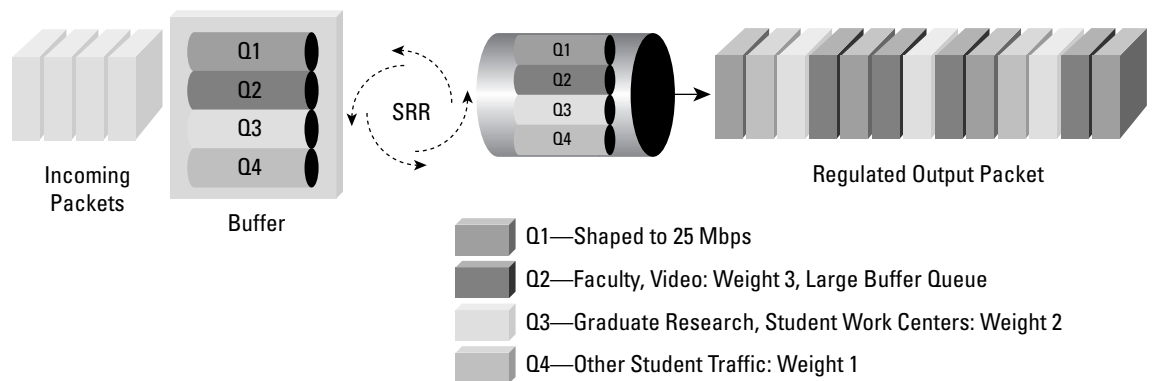 Q1
Q2
Q3
Q4
SRR
Q1
Q2
Q3
Q4
Incoming
Packets
Buffer
Regulated Output Packet
Q1—Shaped to 25 Mbps
Q2—Faculty, Video: Weight 3, Large Buffer Queue
Q3—Graduate Research, Student Work Centers: Weight 2
Q4—Other Student Traffic: Weight 1